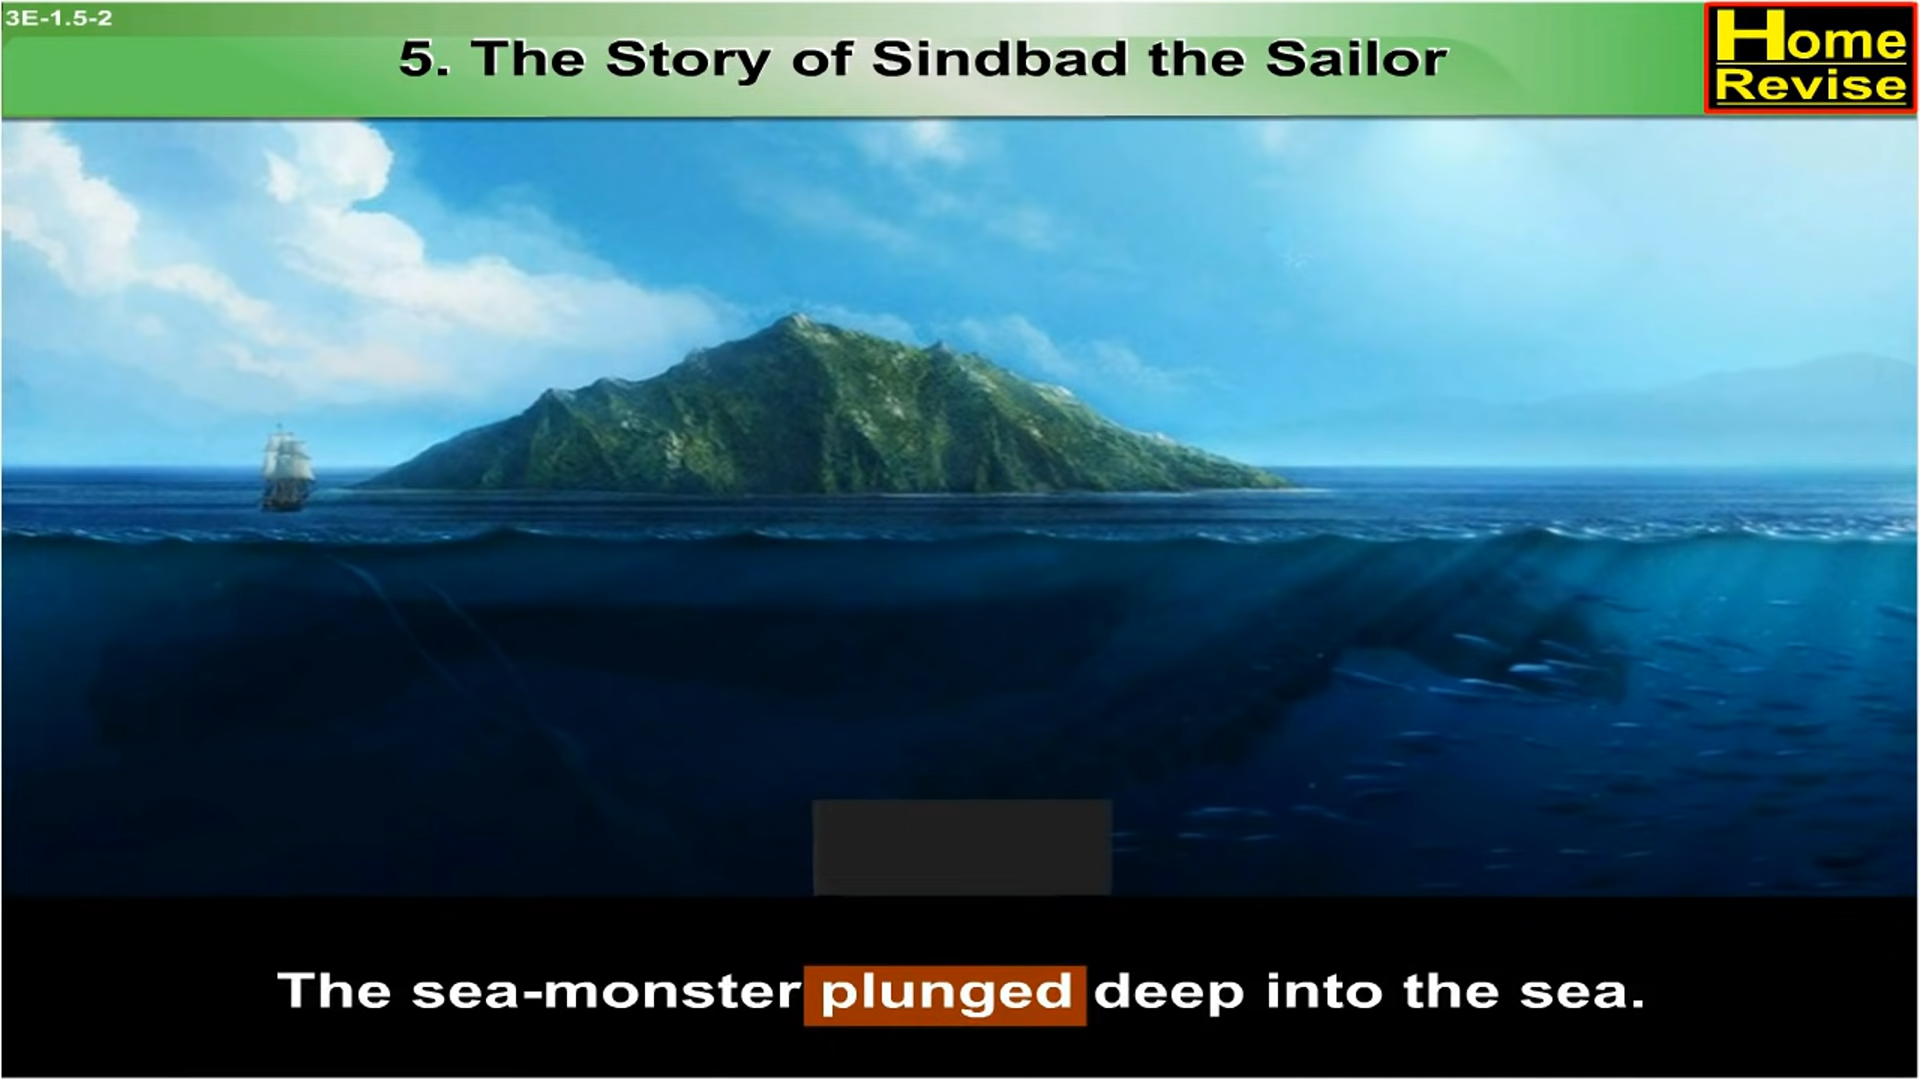 3E-1.5-2
5. The Story of Sindbad the Sailor
Home
Revise
The sea-monster plunged deep into the sea.